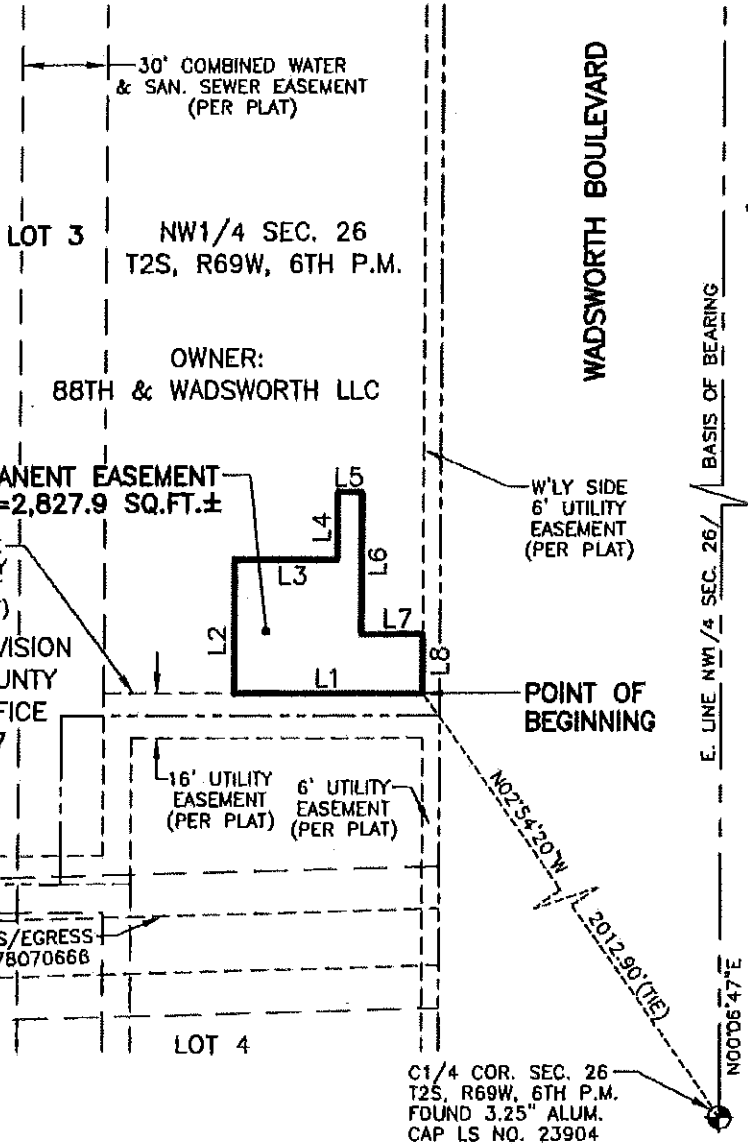 30' COMBINED WATER
& SAN. SEWER EASEMENT
(PER PLAT)
WADSWORTH BOULEVARD
LOT 3
NW1/4 SEC. 26
T2S, R69W, 6TH P.M.
OWNER:
88TH & WADSWORTH LLC
E. LINE NW1/4 SEC. 26/ BASIS OF BEARING
ANENT EASEMENT
=2,827.9 SQ.FT.±
L5
L4
L3
L6
L7
L2
L8
L1
W'LY SIDE
6' UTILITY
EASEMENT
(PER PLAT)
VISION
UNTY
FICE
7
POINT OF
BEGINNING
16' UTILITY
EASEMENT
(PER PLAT)
6' UTILITY
EASEMENT
(PER PLAT)
N02°54'20"W
2012.90'(TIE)
S/EGRESS
78070666
LOT 4
N00°06'47"E
C1/4 COR. SEC. 26
T2S, R69W, 6TH P.M.
FOUND 3.25" ALUM.
CAP LS NO. 23904